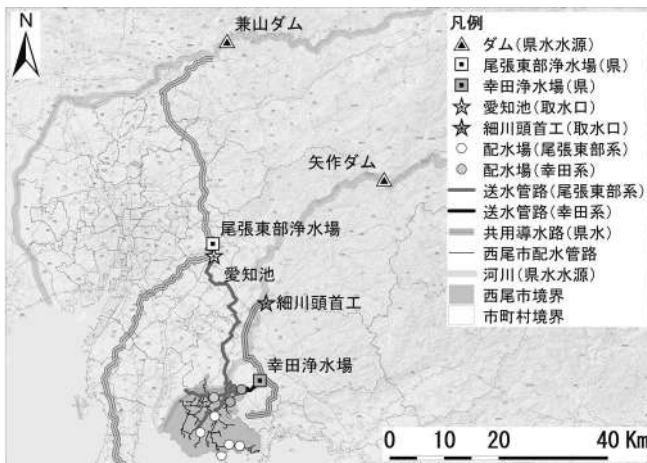 N
兼山ダム
矢作ダム
尾張東部浄水場
愛知池
細川頭首工
幸田浄水場
凡例
ダム(県水水源)
尾張東部浄水場(県)
幸田浄水場(県)
愛知池(取水口)
細川頭首工(取水口)
配水場(尾張東部系)
配水場(幸田系)
送水管路(尾張東部系)
送水管路(幸田系)
共用導水路(県水)
西尾市配水管路
河川(県水水源)
西尾市境界
市町村境界
0 10 20 40 Km